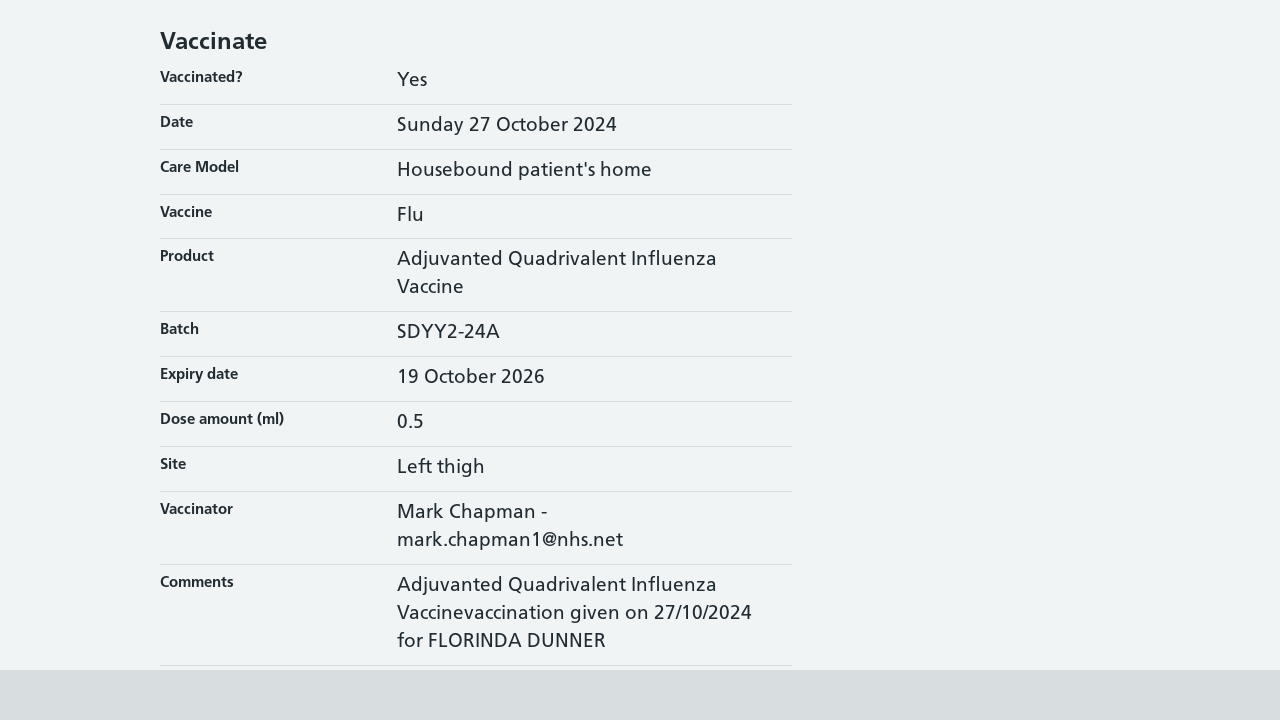 Vaccinate
Vaccinated? Yes
Date Sunday 27 October 2024
Care Model Housebound patient's home
Vaccine Flu
Product Adjuvanted Quadrivalent Influenza
Vaccine
Batch SDYY2-24A
Expiry date 19 October 2026
Dose amount (ml) 0.5
Site Left thigh
Vaccinator Mark Chapman -
mark.chapman1@nhs.net
Comments Adjuvanted Quadrivalent Influenza
Vaccinevaccination given on 27/10/2024
for FLORINDA DUNNER